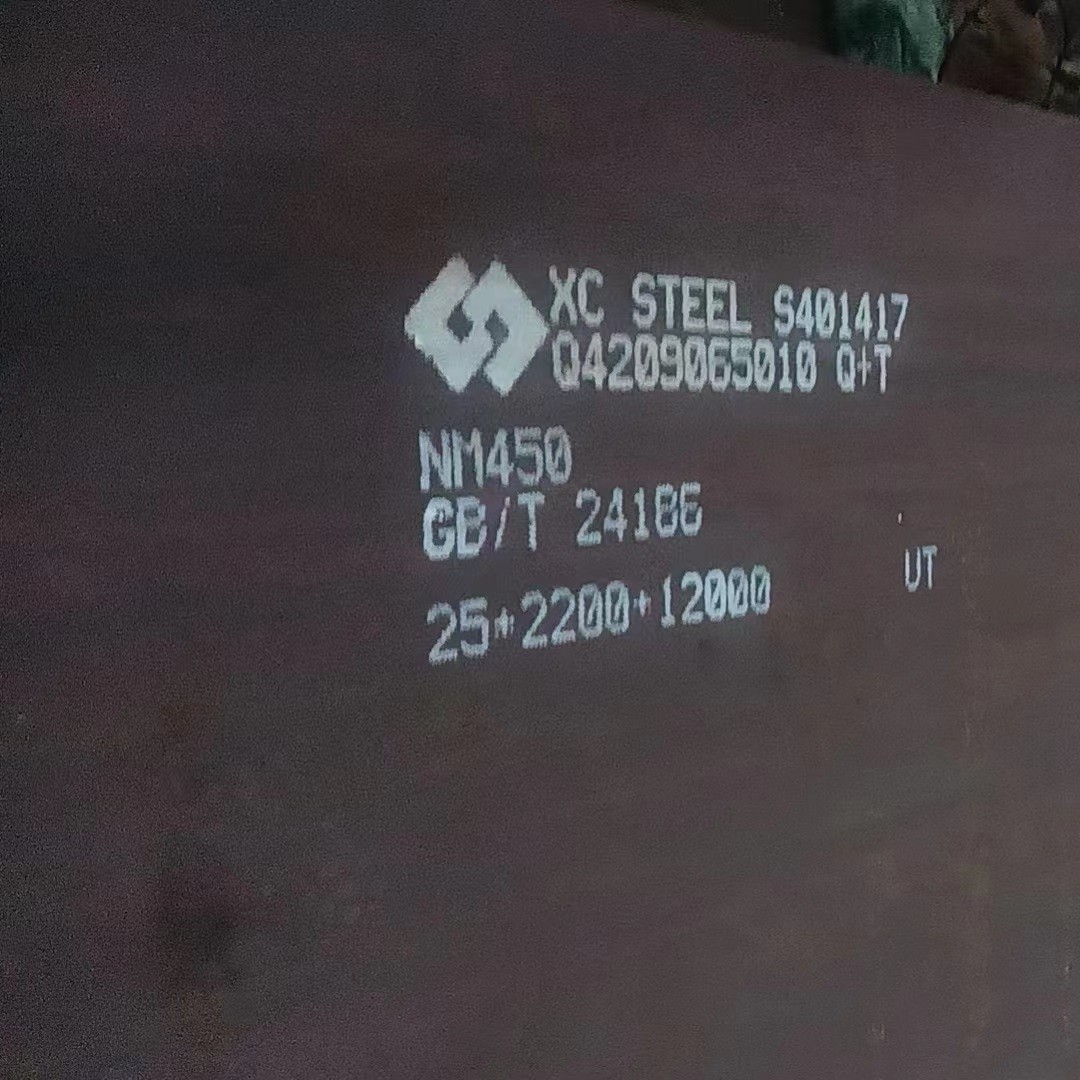 XC STEEL S401417
Q4209065010 Q+T
NM450
GB/T 24186
UT
25*2200*12000